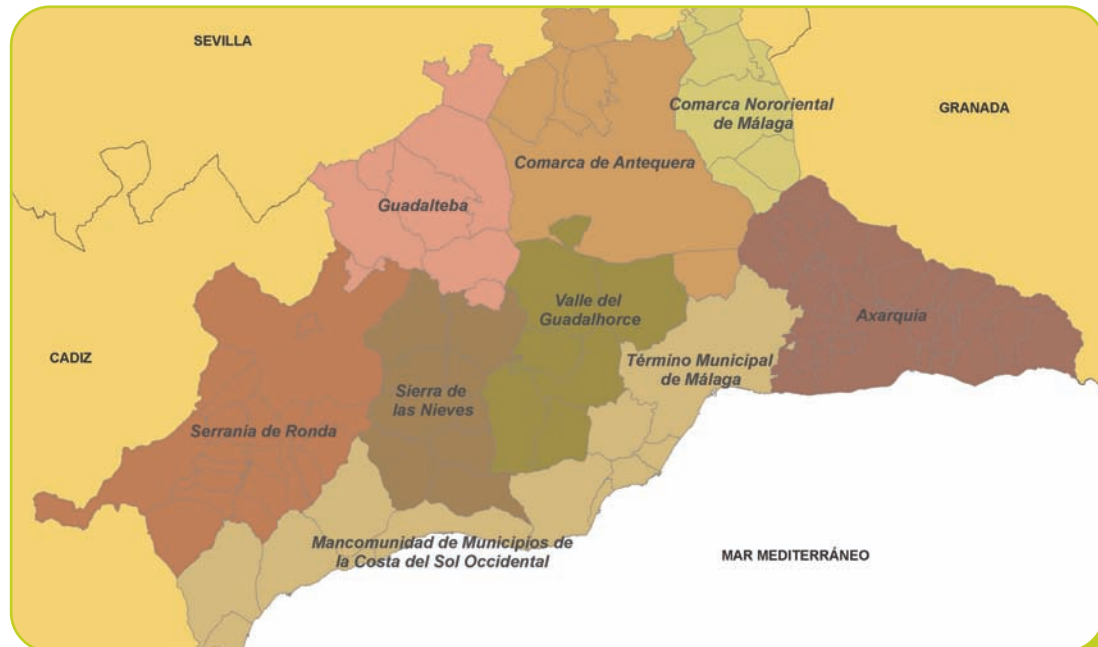 SEVILLA
Comarca Nororiental
de Málaga
GRANADA
Comarca de Antequera
Guadalteba
Valle del
Guadalhorce
Axarquia
CADIZ
Término Municipal
de Málaga
Sierra de
las Nieves
Serranía de Ronda
Mancomunidad de Municipios de
la Costa del Sol Occidental
MAR MEDITERRÁNEO